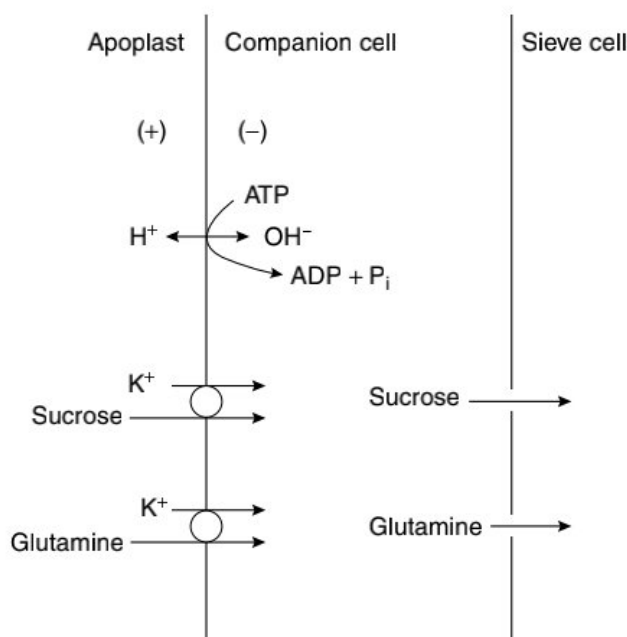 Apoplast Companion cell Sieve cell
(+) (−)
ATP
H⁺ OH⁻
ADP + Pᵢ
K⁺
Sucrose
Sucrose
K⁺
Glutamine
Glutamine